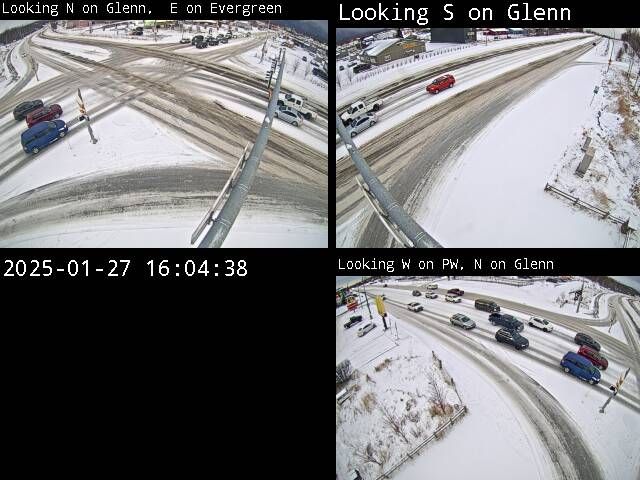 Looking N on Glenn,  E on Evergreen
Looking S on Glenn
2025-01-27 16:04:38
Looking W on PW, N on Glenn